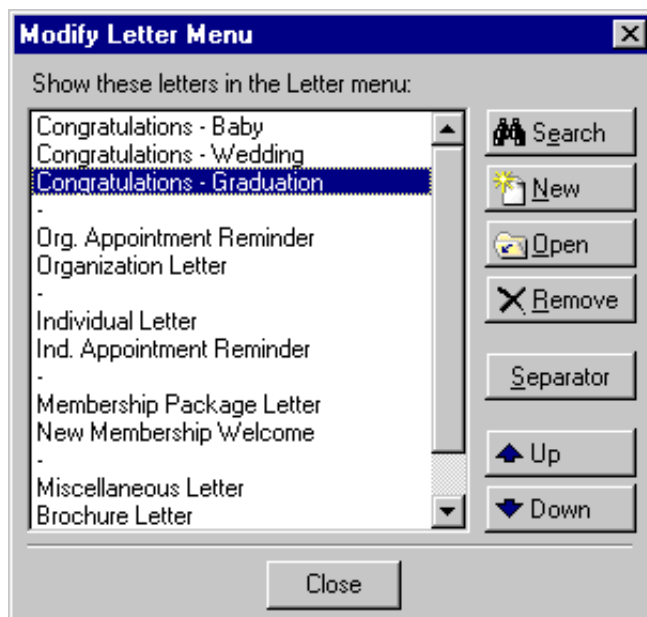 Modify Letter Menu
Show these letters in the Letter menu:
Congratulations - Baby
Congratulations - Wedding
Congratulations - Graduation
-
Org. Appointment Reminder
Organization Letter
-
Individual Letter
Ind. Appointment Reminder
-
Membership Package Letter
New Membership Welcome
-
Miscellaneous Letter
Brochure Letter
Search
New
Open
Remove
Separator
Up
Down
Close